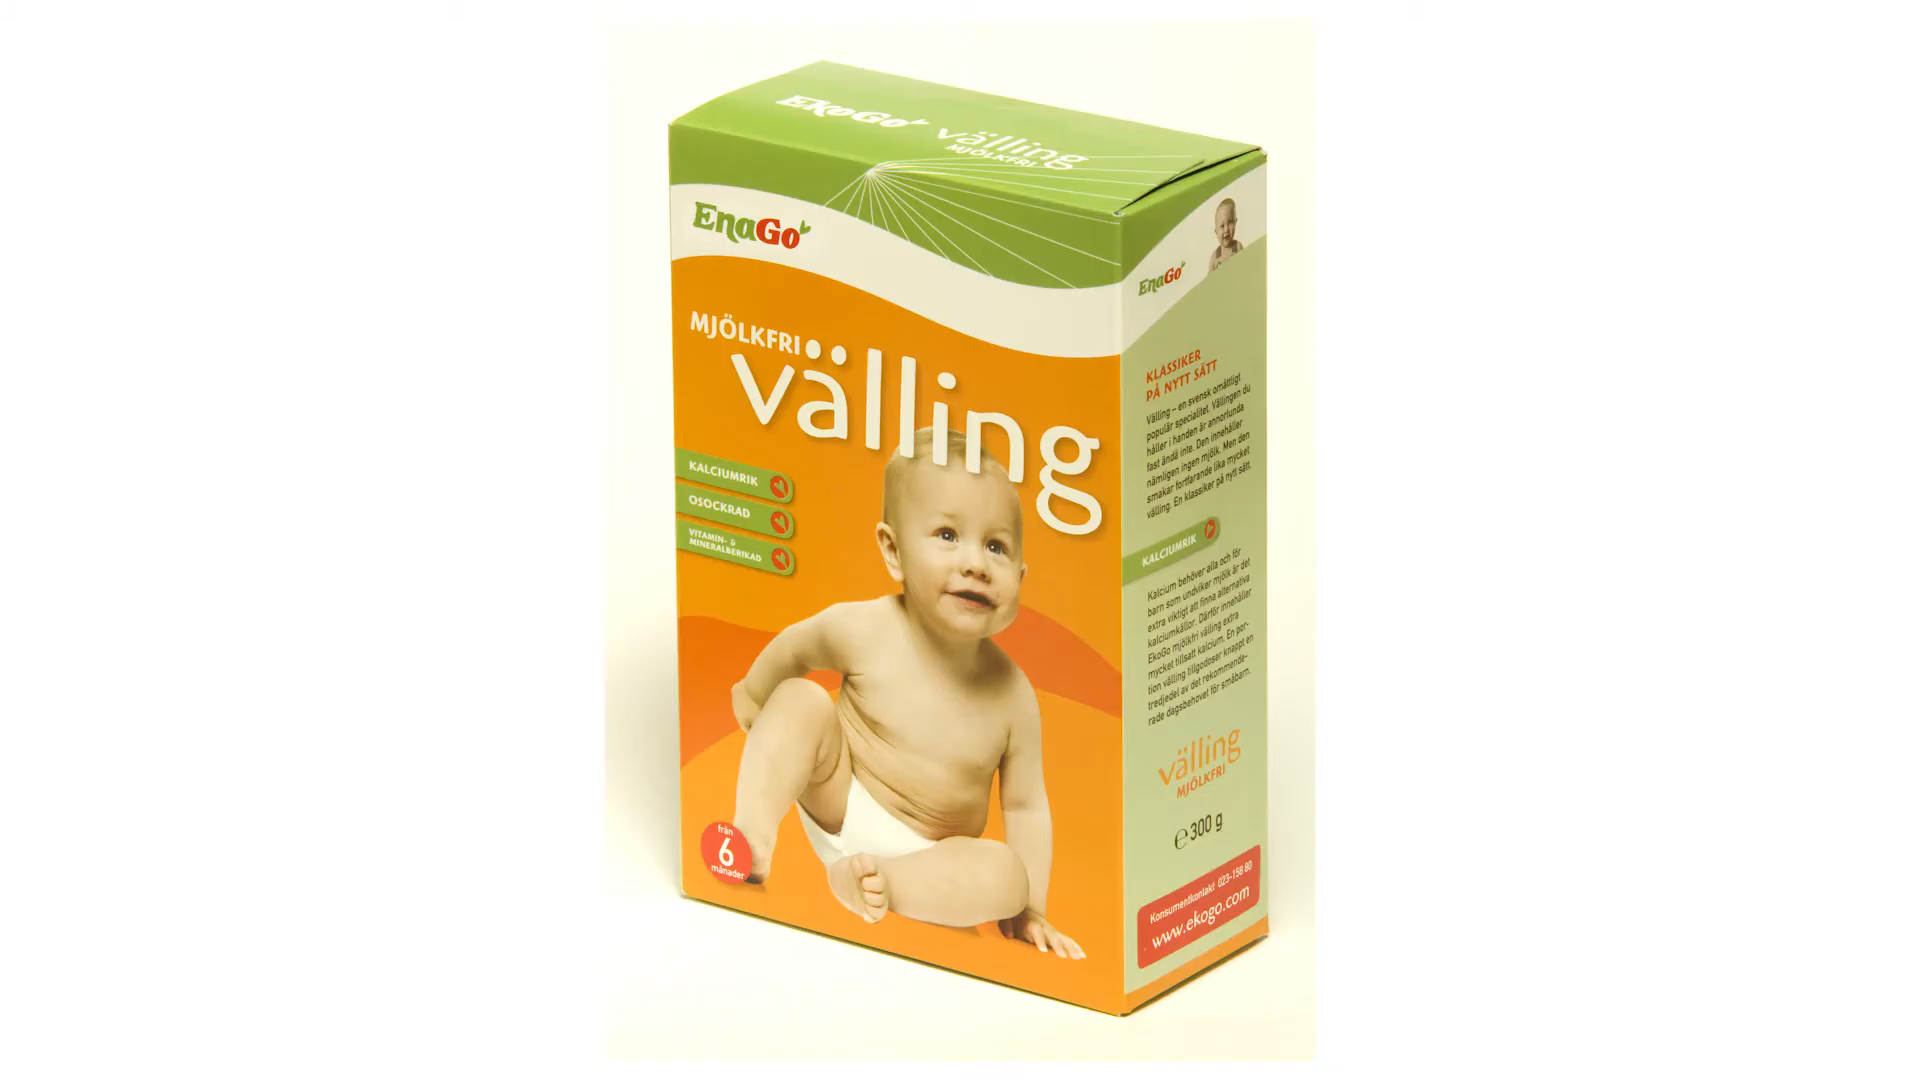 EkoGo
välling
MJÖLKFRI
EnaGo
MJÖLKFRI
välling
KALCIUMRIK
OSOCKRAD
VITAMIN- &
MINERALBERIKAD
från
6
månader
EnaGo
KLASSIKER
PÅ NYTT SÄTT
Välling – en svensk omåttligt
populär specialitet. Vällingen du
håller i handen är annorlunda
fast ändå inte. Den innehåller
nämligen ingen mjölk. Men den
smakar fortfarande lika mycket
välling. En klassiker på nytt sätt.
KALCIUMRIK
Kalcium behöver alla och för
barn som undviker mjölk är det
extra viktigt att finna alternativa
kalciumkällor. Därför innehåller
EkoGo mjölkfri välling extra
mycket tillsatt kalcium. En por-
tion välling tillgodoser knappt en
tredjedel av det rekommende-
rade dagsbehovet för småbarn.
välling
MJÖLKFRI
℮ 300 g
Konsumentkontakt 023-158 80
www.ekogo.com